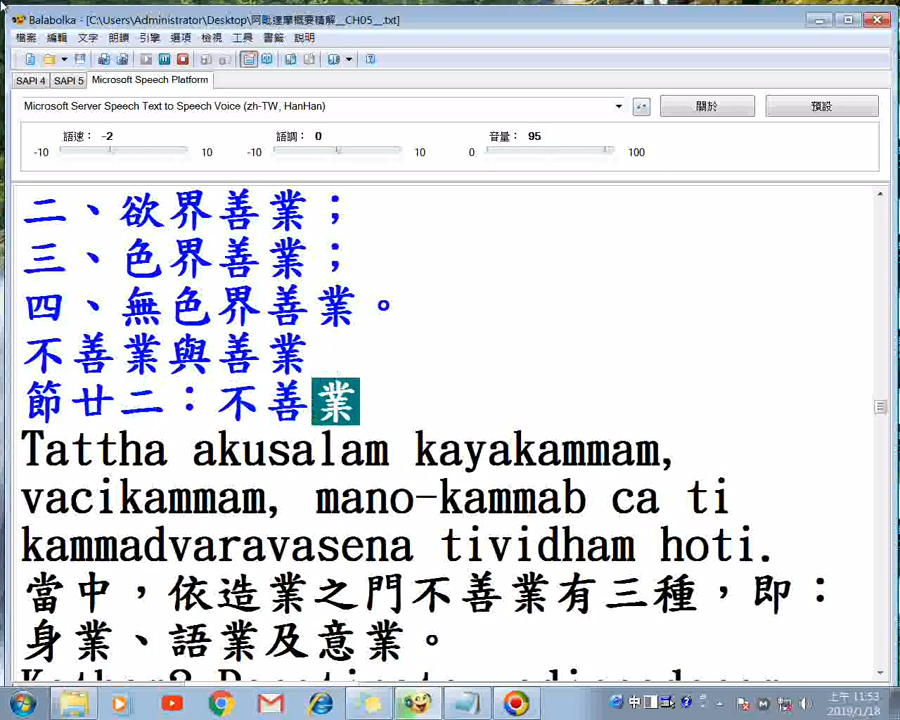 Balabolka - [C:\Users\Administrator\Desktop\阿毗達摩概要精解__CH05__.txt]
檔案 編輯 文字 朗讀 引擎 選項 檢視 工具 書籤 說明
SAPI 4 SAPI 5 Microsoft Speech Platform
Microsoft Server Speech Text to Speech Voice (zh-TW, HanHan) 關於 預設
語速： -2 語調： 0 音量： 95
-10 10 -10 10 0 100
二、欲界善業；
三、色界善業；
四、無色界善業。
不善業與善業
節廿二：不善業
Tattha akusalam kayakammam,
vacikammam, mano-kammab ca ti
kammadvaravasena tividham hoti.
當中，依造業之門不善業有三種，即：
身業、語業及意業。
中 上午 11:53
2019/1/18